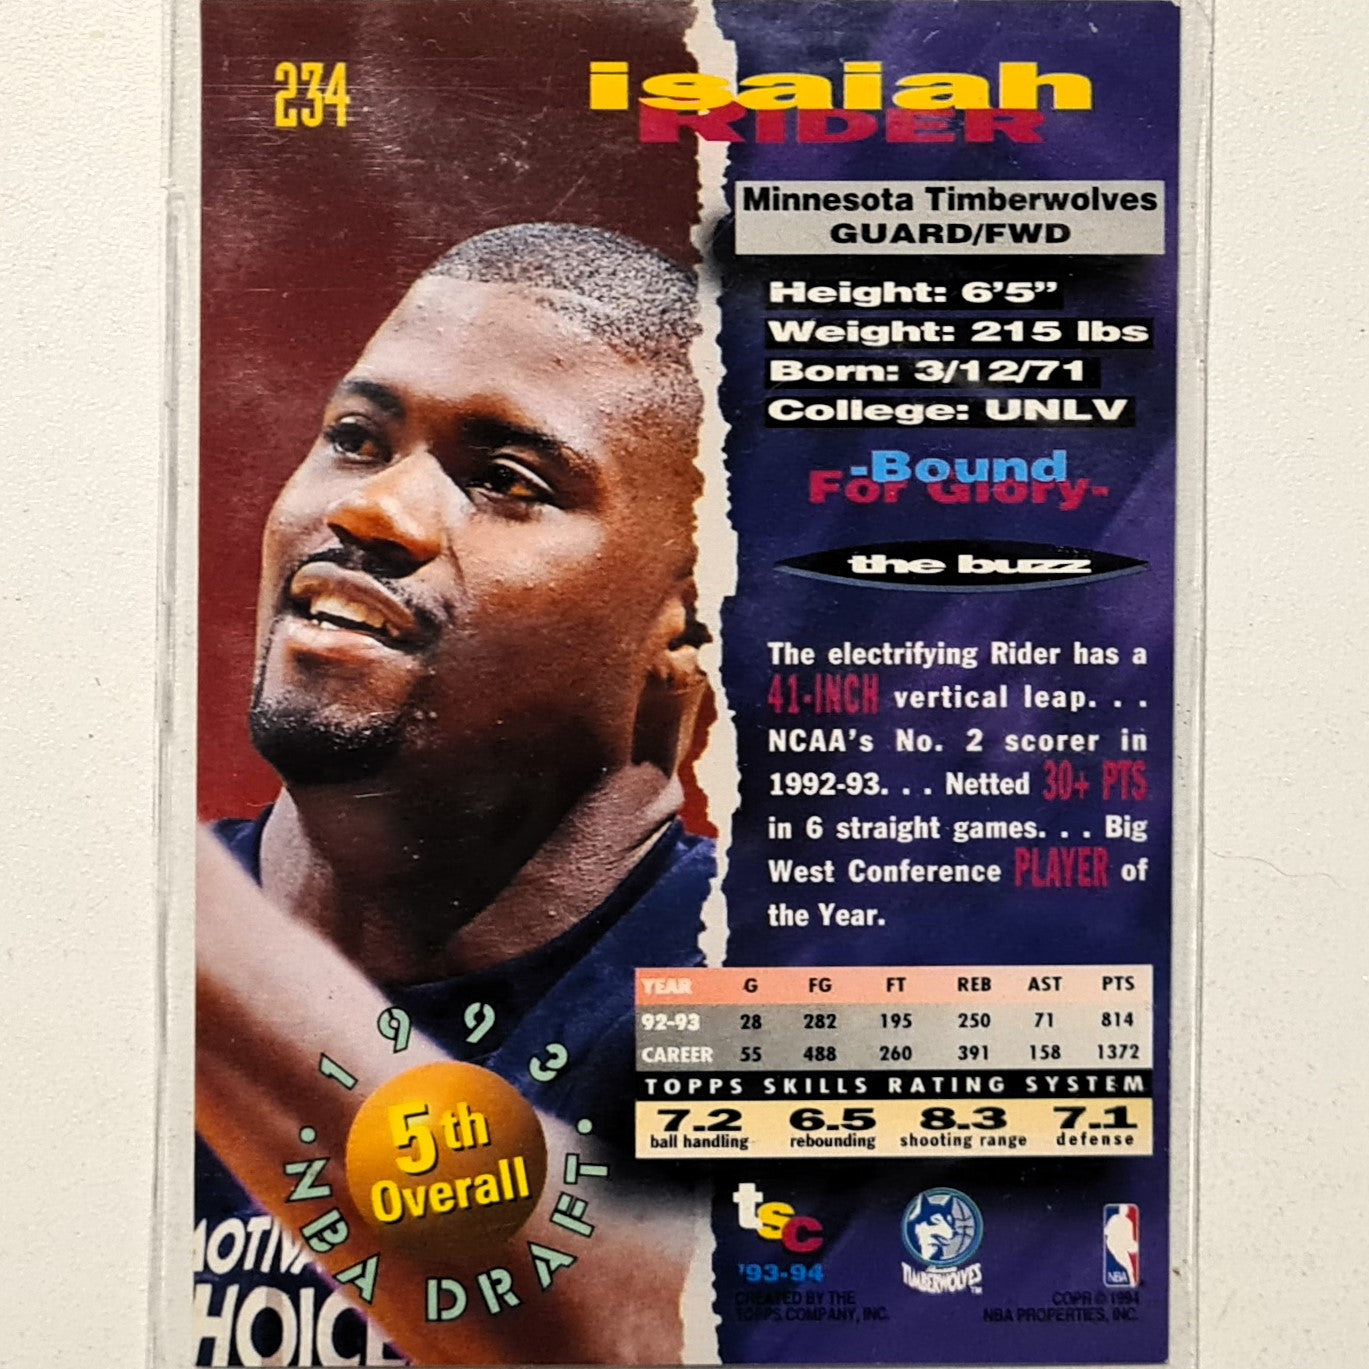 234
isaiah
RIDER
Minnesota Timberwolves
GUARD/FWD
Height: 6'5"
Weight: 215 lbs
Born: 3/12/71
College: UNLV
-Bound
For Glory-
the buzz
The electrifying Rider has a
41-INCH vertical leap. . .
NCAA's No. 2 scorer in
1992-93. . . Netted 30+ PTS
in 6 straight games. . . Big
West Conference PLAYER of
the Year.
YEAR G FG FT REB AST PTS
92-93 28 282 195 250 71 814
CAREER 55 488 260 391 158 1372
TOPPS SKILLS RATING SYSTEM
7.2 6.5 8.3 7.1
ball handling rebounding shooting range defense
1993
5th
Overall
·NBA DRAFT·
HOIC
tsc
'93-94
CREATED BY THE
TOPPS COMPANY, INC.
TIMBERWOLVES™
NBA
COPR © 1994
NBA PROPERTIES, INC.